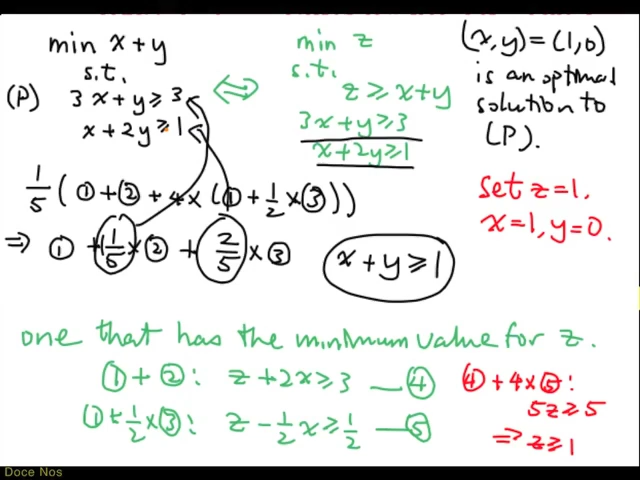 min x+y
s.t.
(P) 3x+y≥3
x+2y≥1
⟺
min z
s.t.
z≥x+y
3x+y≥3
x+2y≥1
(x,y)=(1,0)
is an optimal
solution to
(P).
1/5 (①+②+4×(①+1/2×③))
⇒ ①+1/5×②+2/5×③
x+y≥1
set z=1,
x=1, y=0.
one that has the minimum value for z.
①+②: z+2x≥3 —④
①+1/2×③: z-1/2x≥1/2 —⑤
④+4×⑤:
5z≥5
⇒ z≥1
Doce Nos